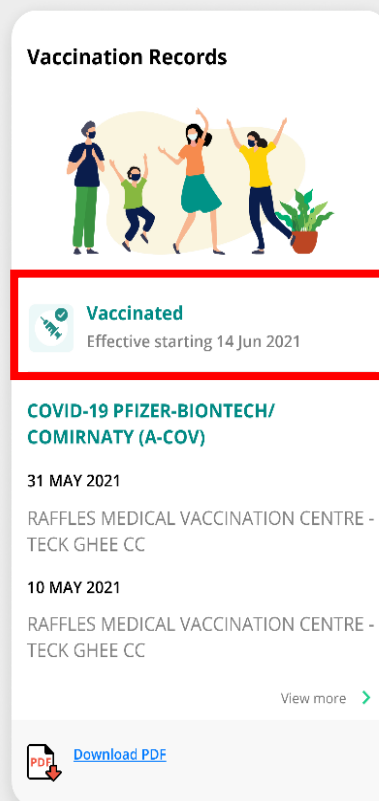 Vaccination Records
Vaccinated
Effective starting 14 Jun 2021
COVID-19 PFIZER-BIONTECH/
COMIRNATY (A-COV)
31 MAY 2021
RAFFLES MEDICAL VACCINATION CENTRE -
TECK GHEE CC
10 MAY 2021
RAFFLES MEDICAL VACCINATION CENTRE -
TECK GHEE CC
View more
PDF
Download PDF